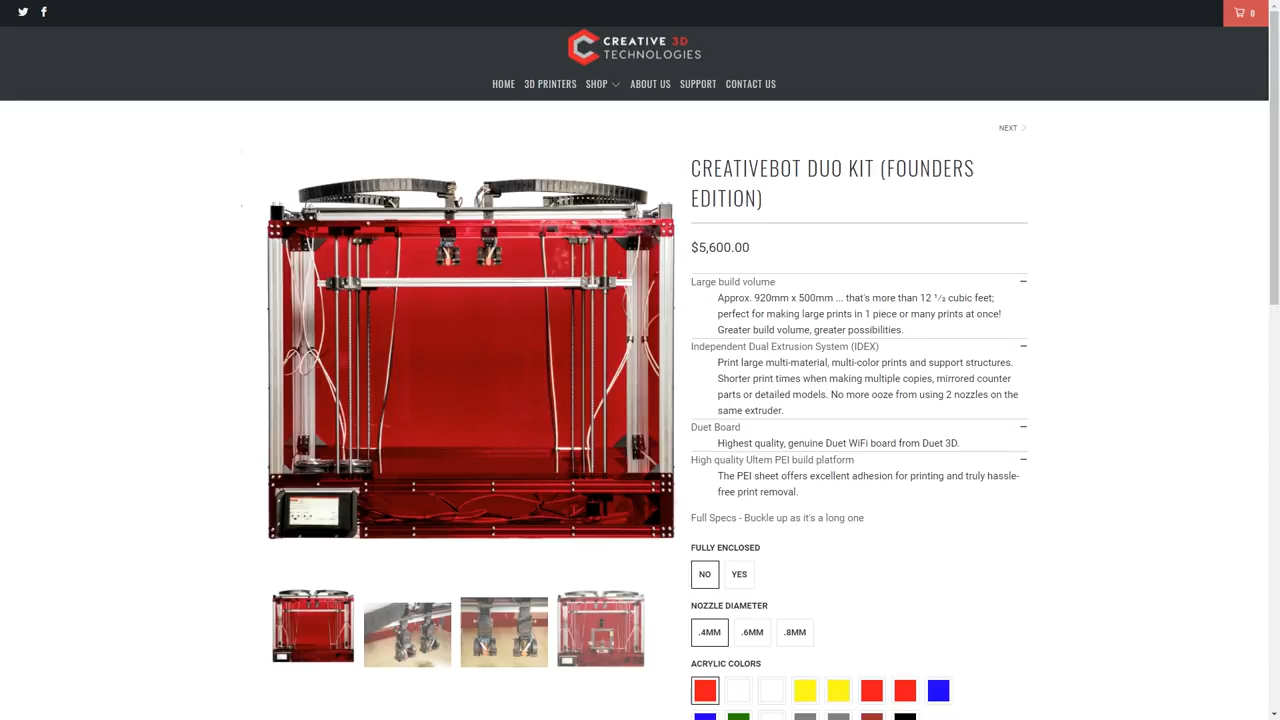 0
CREATIVE 3D
TECHNOLOGIES
HOME 3D PRINTERS SHOP ABOUT US SUPPORT CONTACT US
NEXT
CREATIVEBOT DUO KIT (FOUNDERS
EDITION)
$5,600.00
Large build volume
Approx. 920mm x 500mm ... that's more than 12 ¹⁄₂ cubic feet;
perfect for making large prints in 1 piece or many prints at once!
Greater build volume, greater possibilities.
Independent Dual Extrusion System (IDEX)
Print large multi-material, multi-color prints and support structures.
Shorter print times when making multiple copies, mirrored counter
parts or detailed models. No more ooze from using 2 nozzles on the
same extruder.
Duet Board
Highest quality, genuine Duet WiFi board from Duet 3D.
High quality Ultem PEI build platform
The PEI sheet offers excellent adhesion for printing and truly hassle-
free print removal.
Full Specs - Buckle up as it's a long one
FULLY ENCLOSED
NO YES
NOZZLE DIAMETER
.4MM .6MM .8MM
ACRYLIC COLORS